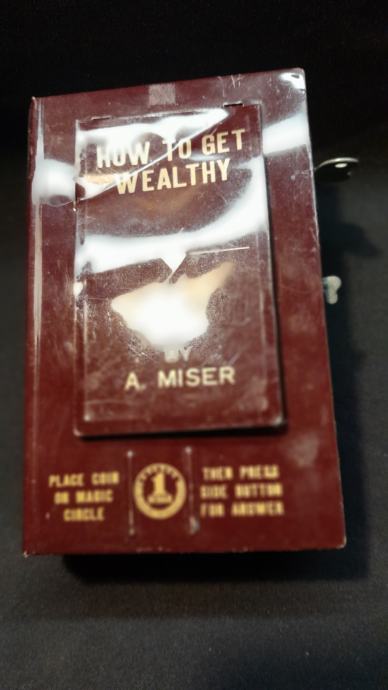 HOW TO GET
WEALTHY
BY
A. MISER
PLACE COIN
ON MAGIC
CIRCLE
1
THEN PRESS
SIDE BUTTON
FOR ANSWER